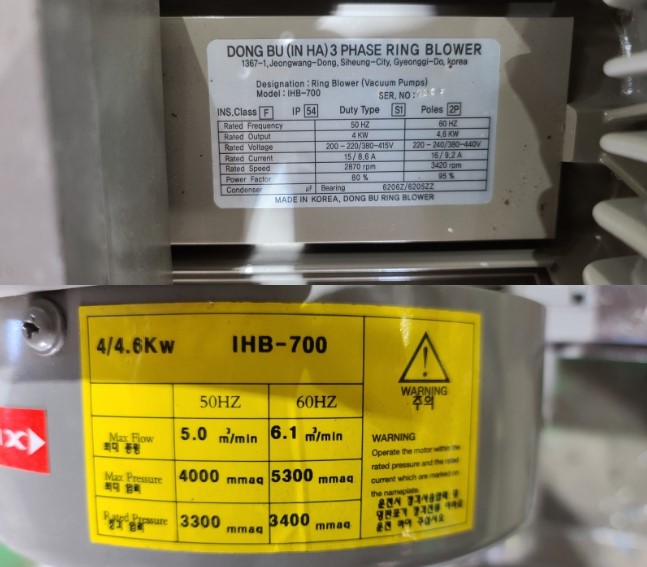 DONG BU (IN HA) 3 PHASE RING BLOWER
1367-1, Jeongwang-Dong, Siheung-City, Gyeonggi-Do, korea
Designation : Ring Blower (Vacuum Pumps)
Model : IHB-700 SER, NO :
INS, Class F IP 54 Duty Type S1 Poles 2P
Rated Frequency 50 HZ 60 HZ
Rated Output 4 KW 4,6 KW
Rated Voltage 200-220/380-415V 220-240/380-440V
Rated Current 15/8,6 A 16/9,2 A
Rated Speed 2870 rpm 3420 rpm
Power Factor 80 % 95 %
Condenser μf Bearing 6206Z/6205ZZ
MADE IN KOREA, DONG BU RING BLOWER
4/4.6Kw IHB-700
50HZ 60HZ
Max Flow 5.0 m³/min 6.1 m³/min
최대 풍량
Max Pressure 4000 mmaq 5300 mmaq
최대 압력
Rated Pressure 3300 mmaq 3400 mmaq
정격 압력
WARNING
주의
WARNING
Operate the motor within the
rated pressure and the rated
current which are marked on
the nameplate.